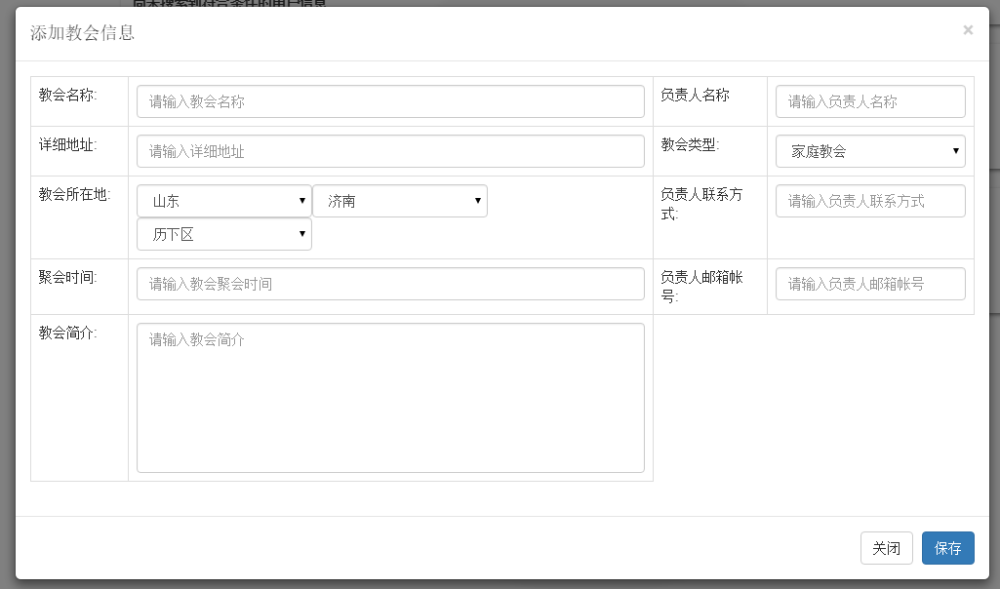 添加教会信息
×
教会名称:
请输入教会名称
负责人名称
请输入负责人名称
详细地址:
请输入详细地址
教会类型:
家庭教会
教会所在地:
山东
济南
历下区
负责人联系方
式:
请输入负责人联系方式
聚会时间:
请输入教会聚会时间
负责人邮箱帐
号:
请输入负责人邮箱帐号
教会简介:
请输入教会简介
关闭
保存